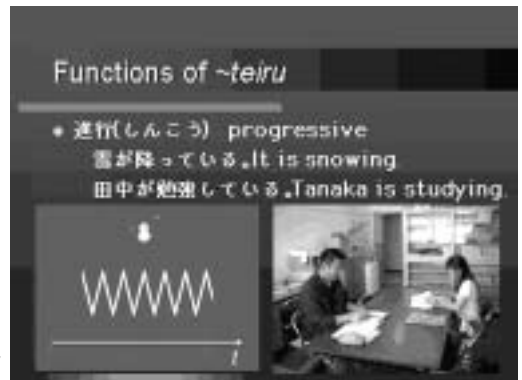 Functions of ~teiru
進行(しんこう) progressive
雪が降っている。It is snowing
田中が勉強している。Tanaka is studying.
t